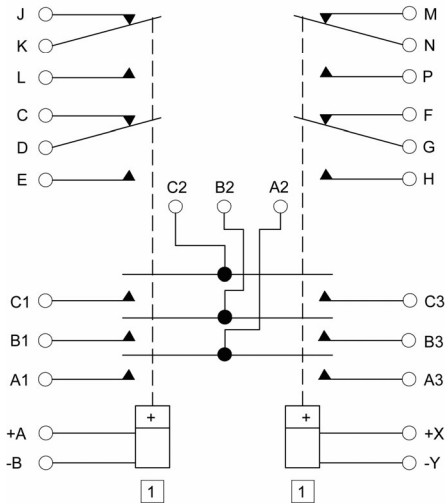 J M
K N
L P
C F
D G
E H
C2 B2 A2
C1 C3
B1 B3
A1 A3
+ +
+A +X
-B -Y
1 1